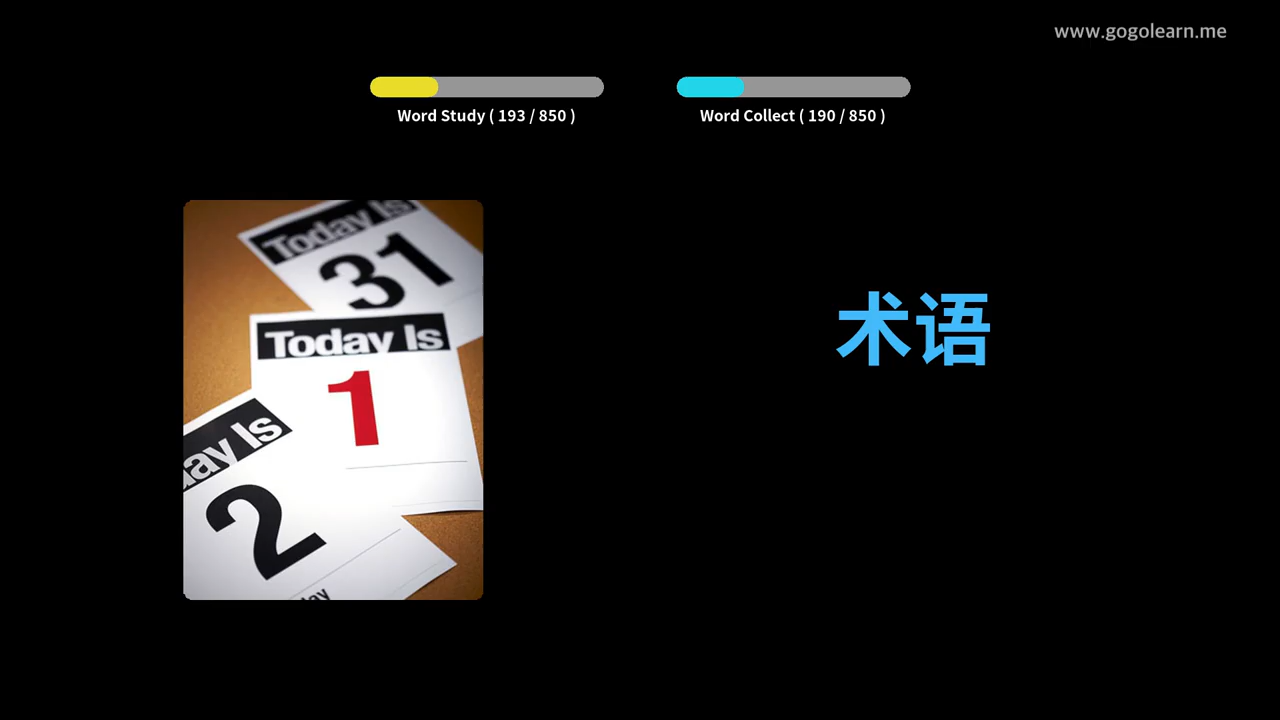 www.gogolearn.me
Word Study ( 193 / 850 )
Word Collect ( 190 / 850 )
Today Is
31
Today Is
1
ay Is
2
术语